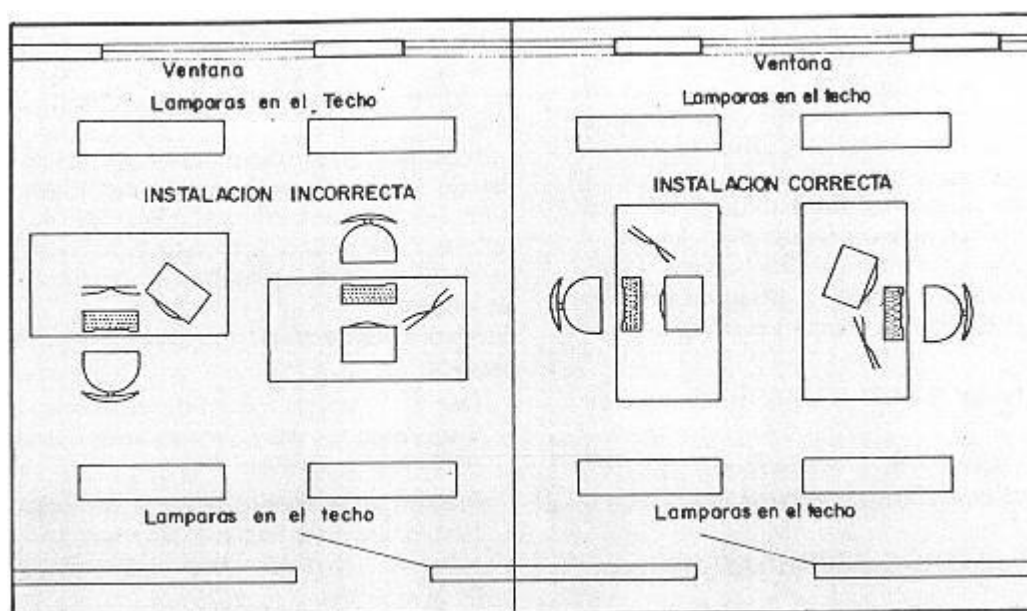 Ventana
Lamparas en el Techo
INSTALACION INCORRECTA
Lamparas en el techo
Ventana
Lamparas en el techo
INSTALACION CORRECTA
Lamparas en el techo